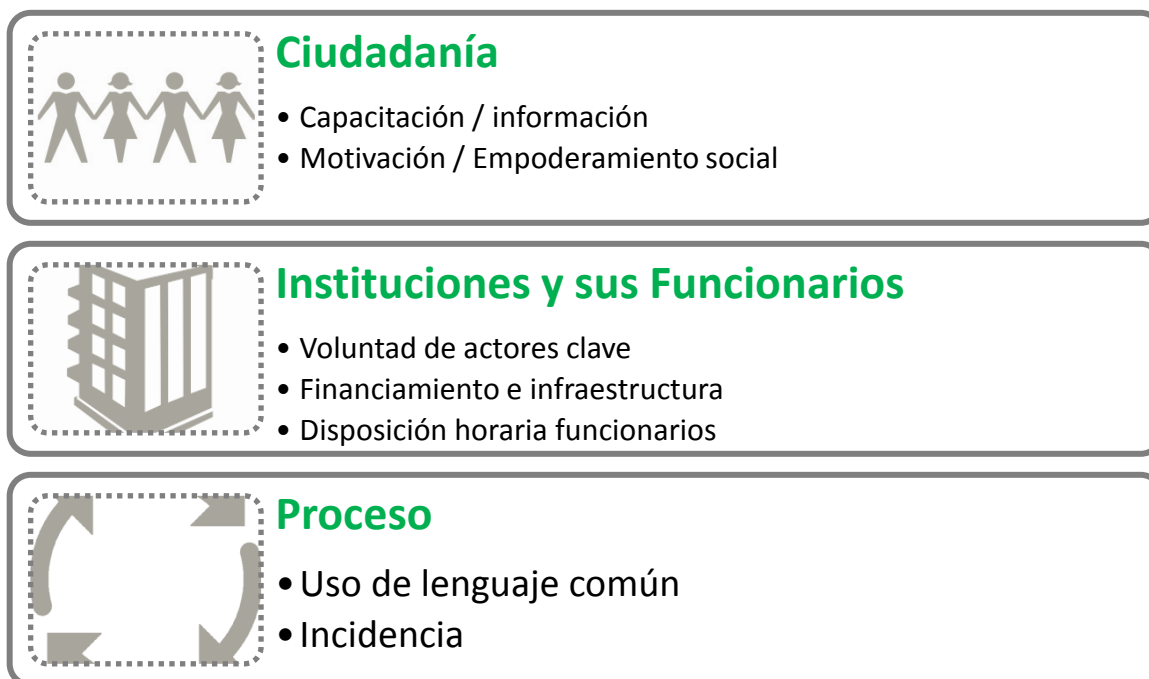 Ciudadanía
• Capacitación / información
• Motivación / Empoderamiento social
Instituciones y sus Funcionarios
• Voluntad de actores clave
• Financiamiento e infraestructura
• Disposición horaria funcionarios
Proceso
• Uso de lenguaje común
• Incidencia